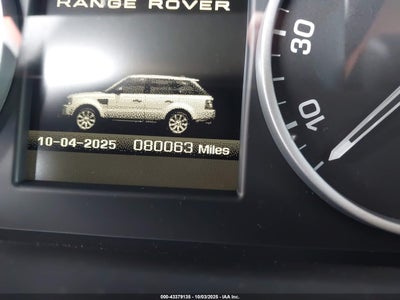 RANGE ROVER
30
10
10-04-2025 080063 Miles
000-43379135 - 10/03/2025 - IAA Inc.